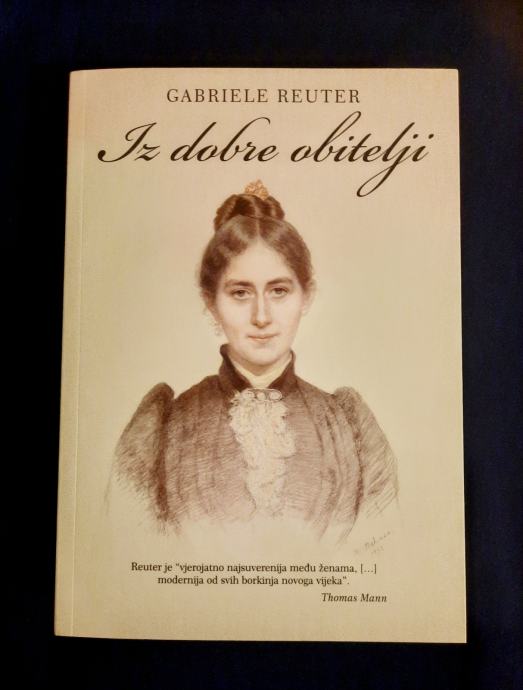 GABRIELE REUTER
Iz dobre obitelji
Reuter je “vjerojatno najsuverenija među ženama, [...]
modernija od svih borkinja novoga vijeka”.
Thomas Mann